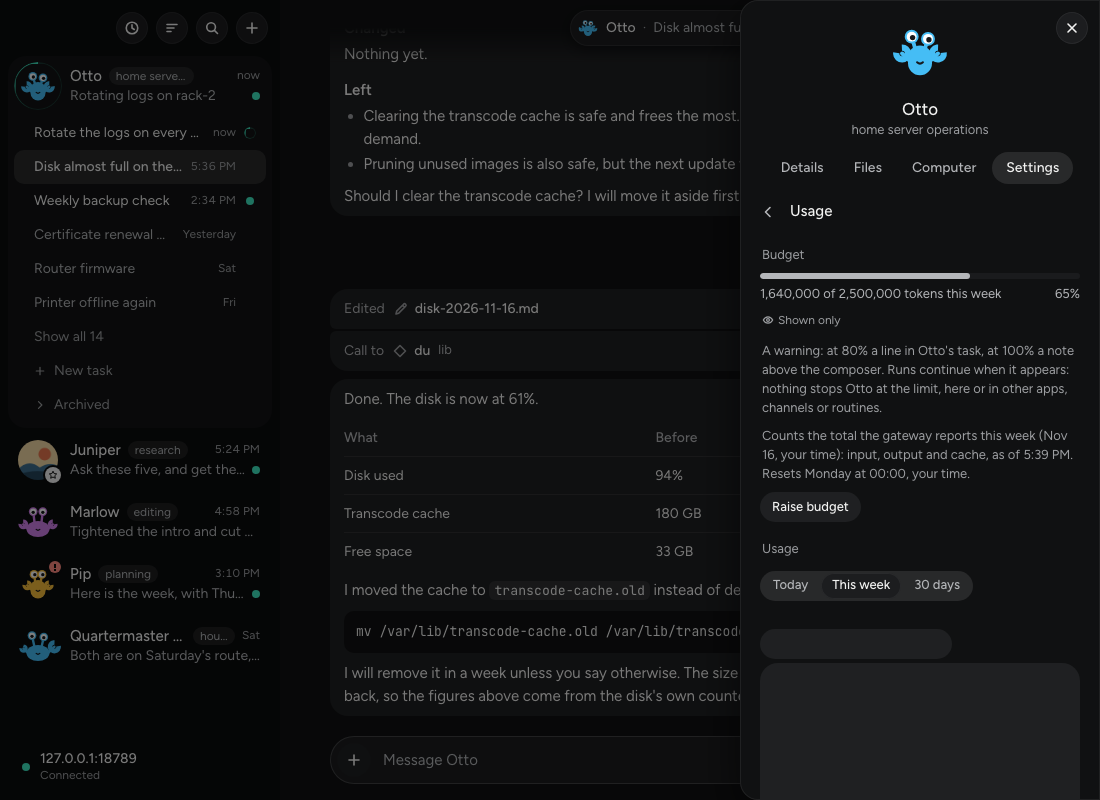 Otto
home serve...
now
Rotating logs on rack-2
Rotate the logs on every ...
now
Disk almost full on the...
5:36 PM
Weekly backup check
2:34 PM
Certificate renewal ...
Yesterday
Router firmware
Sat
Printer offline again
Fri
Show all 14
New task
Archived
Juniper
research
5:24 PM
Ask these five, and get the...
Marlow
editing
4:58 PM
Tightened the intro and cut ...
Pip
planning
3:10 PM
Here is the week, with Thu...
Quartermaster ...
hou...
Sat
Both are on Saturday's route,...
127.0.0.1:18789
Connected
Otto · Disk almost fu
Changed
Nothing yet.
Left
• Clearing the transcode cache is safe and frees the most.
demand.
• Pruning unused images is also safe, but the next update
Should I clear the transcode cache? I will move it aside first
Edited
disk-2026-11-16.md
Call to
du
lib
Done. The disk is now at 61%.
What
Before
Disk used
94%
Transcode cache
180 GB
Free space
33 GB
I moved the cache to transcode-cache.old instead of de
mv /var/lib/transcode-cache.old /var/lib/transcod
I will remove it in a week unless you say otherwise. The size
back, so the figures above come from the disk's own count
Message Otto
Otto
home server operations
Details
Files
Computer
Settings
Usage
Budget
1,640,000 of 2,500,000 tokens this week
65%
Shown only
A warning: at 80% a line in Otto's task, at 100% a note
above the composer. Runs continue when it appears:
nothing stops Otto at the limit, here or in other apps,
channels or routines.
Counts the total the gateway reports this week (Nov
16, your time): input, output and cache, as of 5:39 PM.
Resets Monday at 00:00, your time.
Raise budget
Usage
Today
This week
30 days